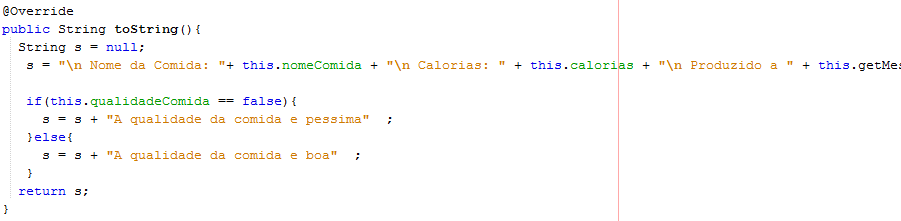 @Override
public String toString(){
String s = null;
s = "\n Nome da Comida: "+ this.nomeComida + "\n Calorias: " + this.calorias + "\n Produzido a " + this.getMes
if(this.qualidadeComida == false){
s = s + "A qualidade da comida e pessima"  ;
}else{
s = s + "A qualidade da comida e boa"  ;
}
return s;
}